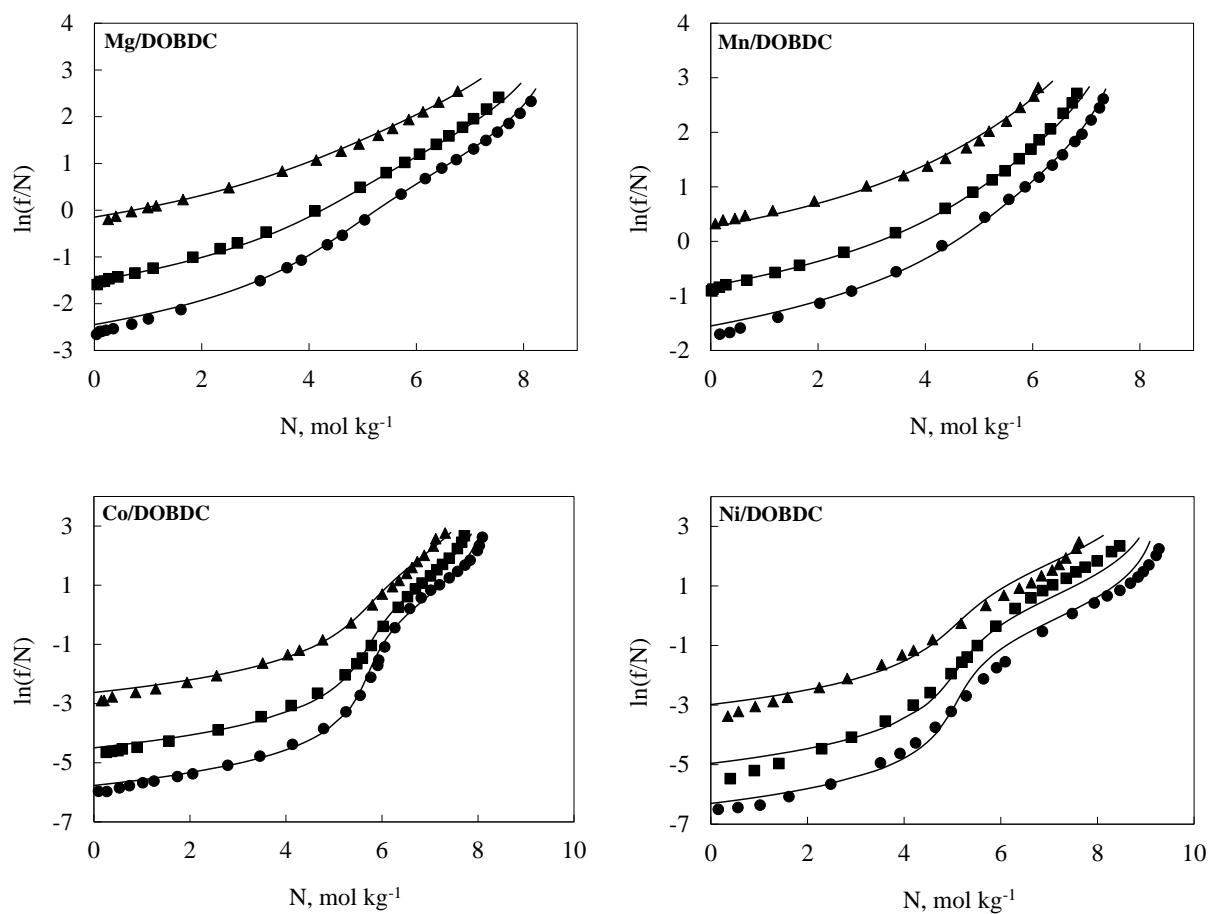 Mg/DOBDC
4
3
2
1
0
-1
-2
-3
ln(f/N)
0 2 4 6 8
N, mol kg-1
Mn/DOBDC
4
3
2
1
0
-1
-2
ln(f/N)
0 2 4 6 8
N, mol kg-1
Co/DOBDC
3
1
-1
-3
-5
-7
ln(f/N)
0 2 4 6 8 10
N, mol kg-1
Ni/DOBDC
3
1
-1
-3
-5
-7
ln(f/N)
0 2 4 6 8 10
N, mol kg-1